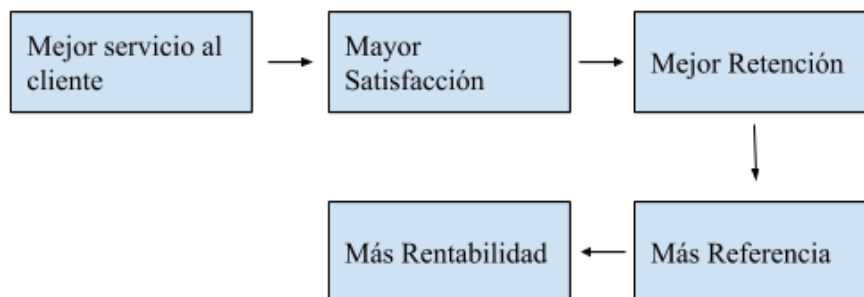 Mejor servicio al
cliente
Mayor
Satisfacción
Mejor Retención
Más Referencia
Más Rentabilidad